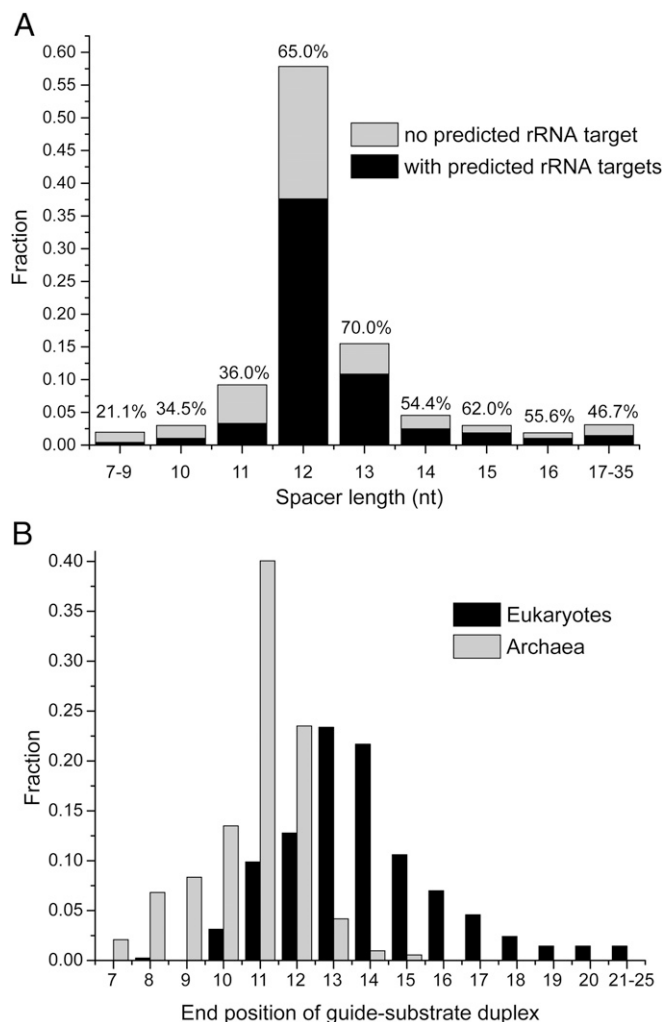 A
0.60
0.55
0.50
0.45
0.40
0.35
0.30
0.25
0.20
0.15
0.10
0.05
0.00
Fraction
65.0%
no predicted rRNA target
with predicted rRNA targets
21.1%
34.5%
36.0%
70.0%
54.4%
62.0%
55.6%
46.7%
7-9 10 11 12 13 14 15 16 17-35
Spacer length (nt)
B
0.40
0.35
0.30
0.25
0.20
0.15
0.10
0.05
0.00
Fraction
Eukaryotes
Archaea
7 8 9 10 11 12 13 14 15 16 17 18 19 20 21-25
End position of guide-substrate duplex